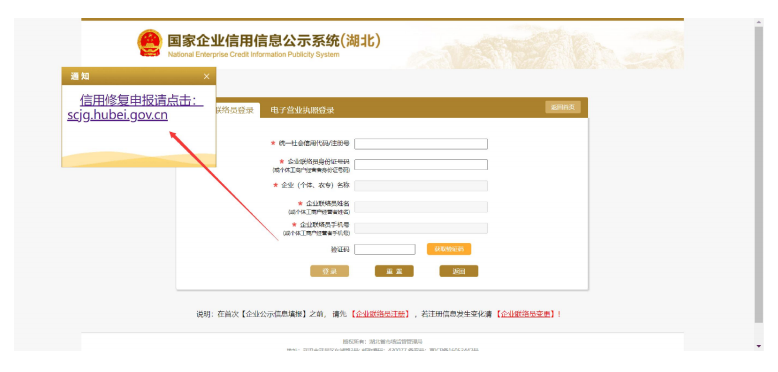 国家企业信用信息公示系统(湖北)
National Enterprise Credit Information Publicity System
通知 ×
信用修复申报请点击：
scjg.hubei.gov.cn
联络员登录 电子营业执照登录 返回首页
* 统一社会信用代码/注册号
* 企业联络员身份证号码
(或个体工商户经营者身份证号码)
* 企业（个体、农专）名称
* 企业联络员姓名
(或个体工商户经营者姓名)
* 企业联络员手机号
(或个体工商户经营者手机号)
验证码 获取验证码
登录 重置 返回
说明：在首次【企业公示信息填报】之前，请先【企业联络员注册】，若注册信息发生变化请【企业联络员变更】！
版权所有：湖北省市场监督管理局